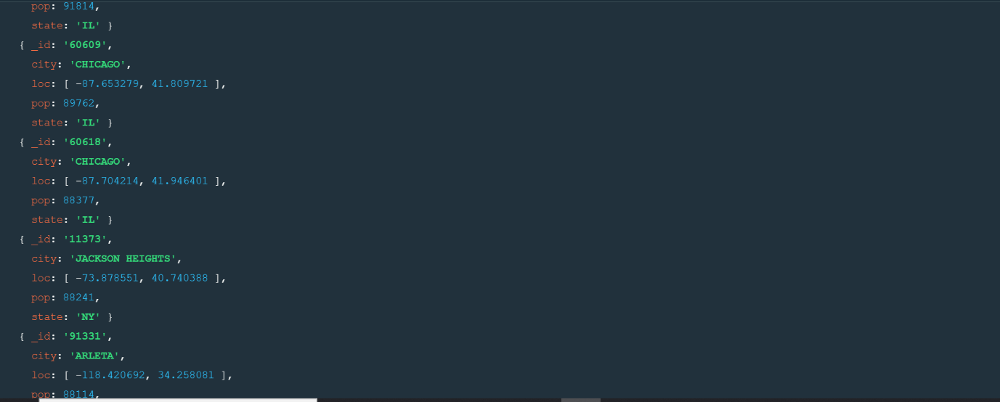 pop: 91814,
state: 'IL' }
{ _id: '60609',
city: 'CHICAGO',
loc: [ -87.653279, 41.809721 ],
pop: 89762,
state: 'IL' }
{ _id: '60618',
city: 'CHICAGO',
loc: [ -87.704214, 41.946401 ],
pop: 88377,
state: 'IL' }
{ _id: '11373',
city: 'JACKSON HEIGHTS',
loc: [ -73.878551, 40.740388 ],
pop: 88241,
state: 'NY' }
{ _id: '91331',
city: 'ARLETA',
loc: [ -118.420692, 34.258081 ],
pop: 88114,